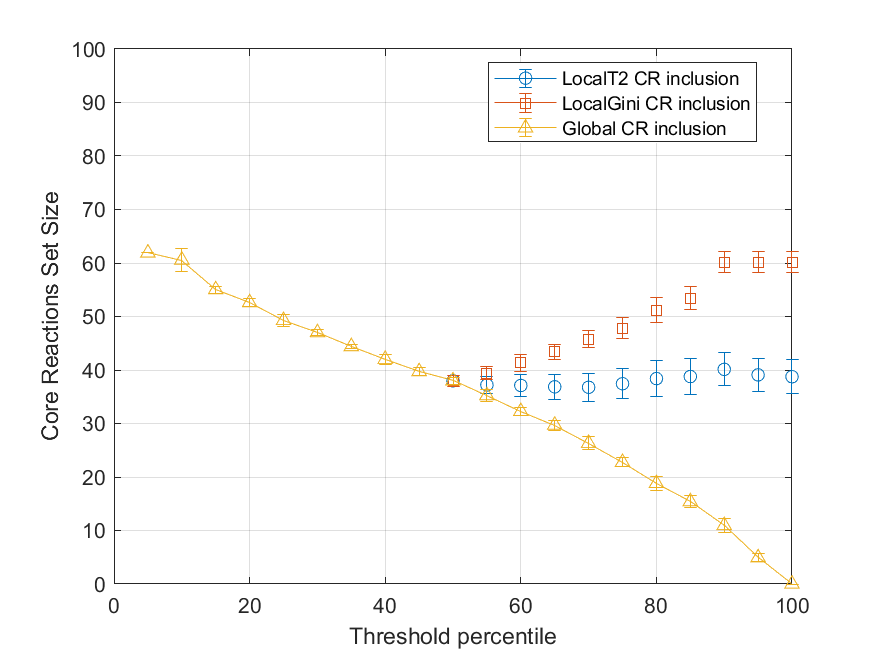 100
90
80
70
60
50
40
30
20
10
0
Core Reactions Set Size
LocalT2 CR inclusion
LocalGini CR inclusion
Global CR inclusion
0 20 40 60 80 100
Threshold percentile